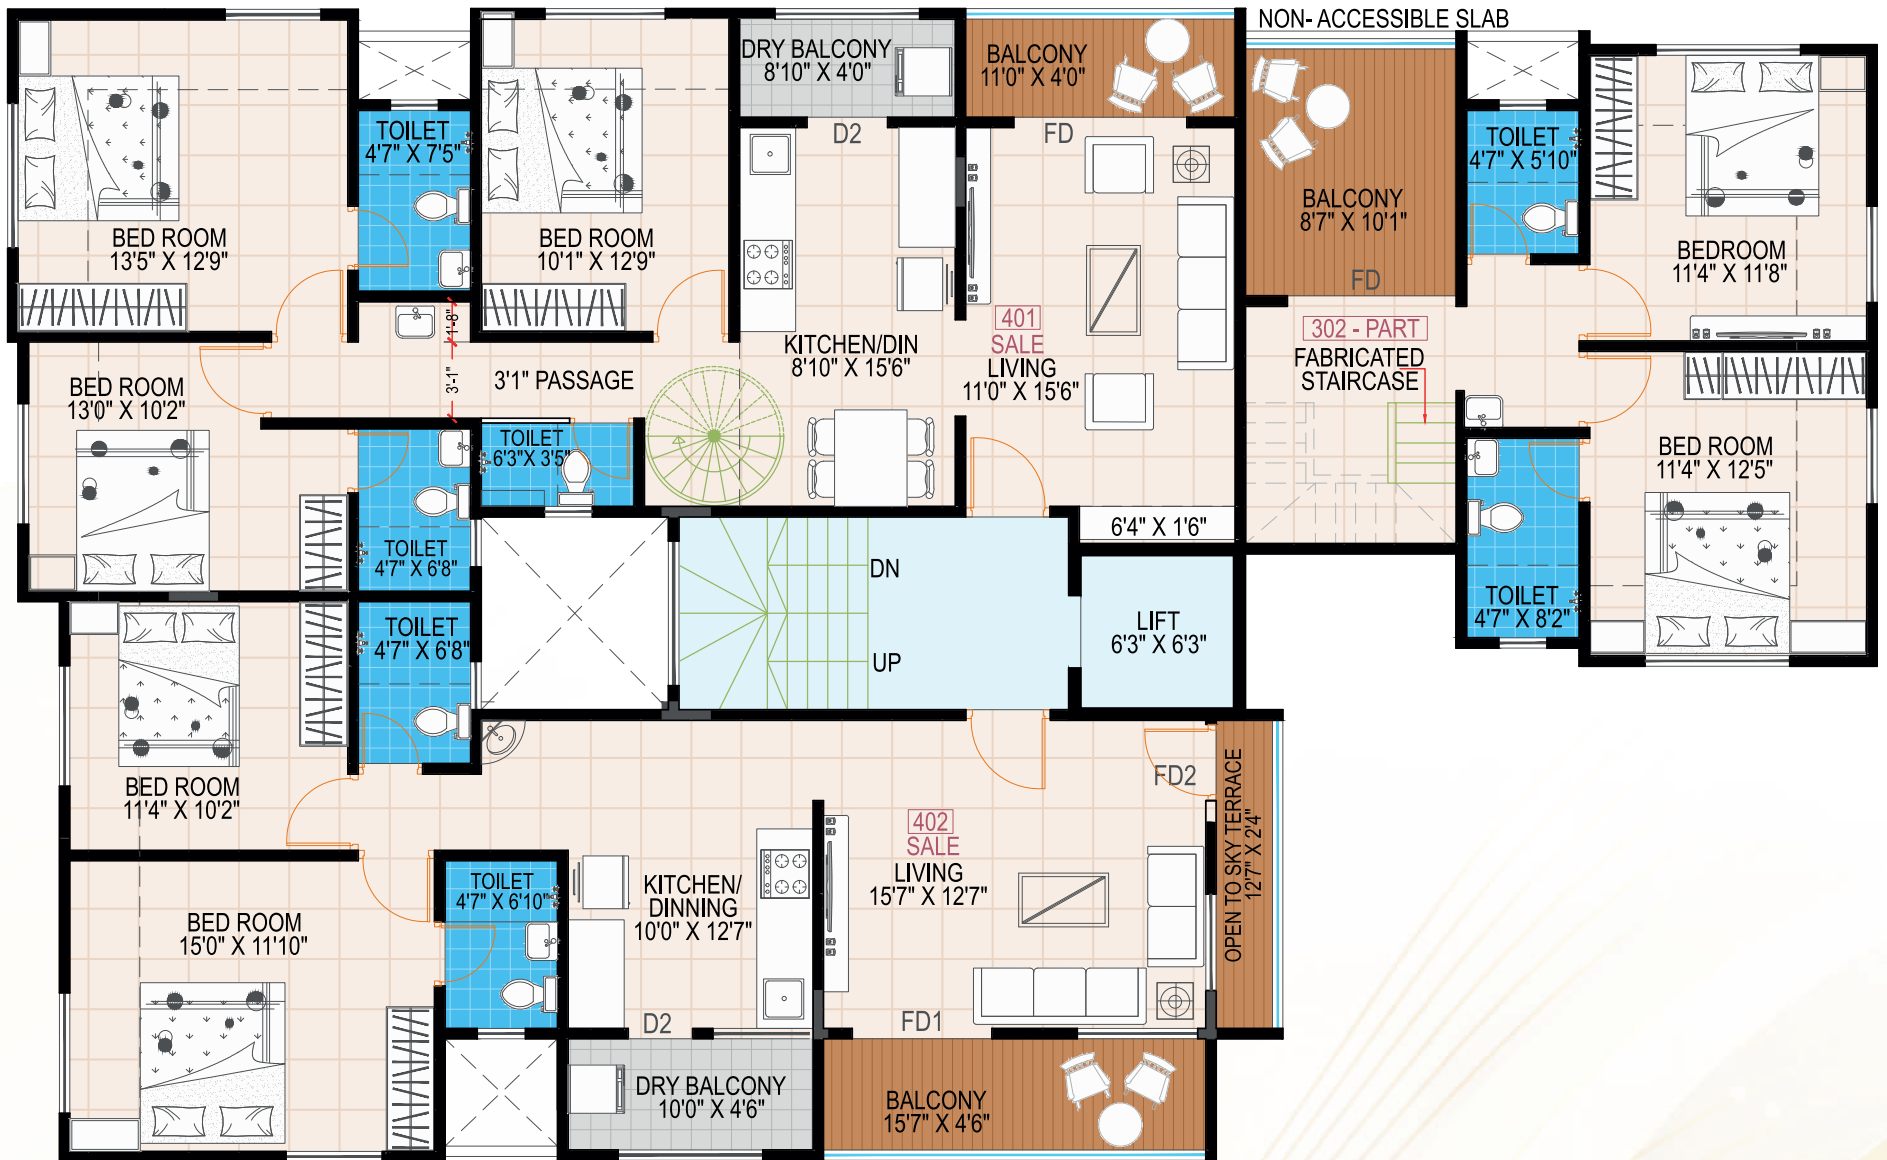 NON- ACCESSIBLE SLAB
DRY BALCONY
8'10" X 4'0"
BALCONY
11'0" X 4'0"
TOILET
4'7" X 7'5"
D2
FD
TOILET
4'7" X 5'10"
BED ROOM
13'5" X 12'9"
BED ROOM
10'1" X 12'9"
BALCONY
8'7" X 10'1"
BEDROOM
11'4" X 11'8"
FD
1'-8"
401
SALE
LIVING
11'0" X 15'6"
302 - PART
FABRICATED
STAIRCASE
KITCHEN/DIN
8'10" X 15'6"
3'-1"
3'1" PASSAGE
BED ROOM
13'0" X 10'2"
TOILET
6'3"X 3'5"
BED ROOM
11'4" X 12'5"
TOILET
4'7" X 6'8"
6'4" X 1'6"
DN
UP
LIFT
6'3" X 6'3"
TOILET
4'7" X 8'2"
TOILET
4'7" X 6'8"
BED ROOM
11'4" X 10'2"
FD2
OPEN TO SKY TERRACE
12'7" X 2'4"
402
SALE
LIVING
15'7" X 12'7"
TOILET
4'7" X 6'10"
KITCHEN/
DINNING
10'0" X 12'7"
BED ROOM
15'0" X 11'10"
D2
FD1
DRY BALCONY
10'0" X 4'6"
BALCONY
15'7" X 4'6"